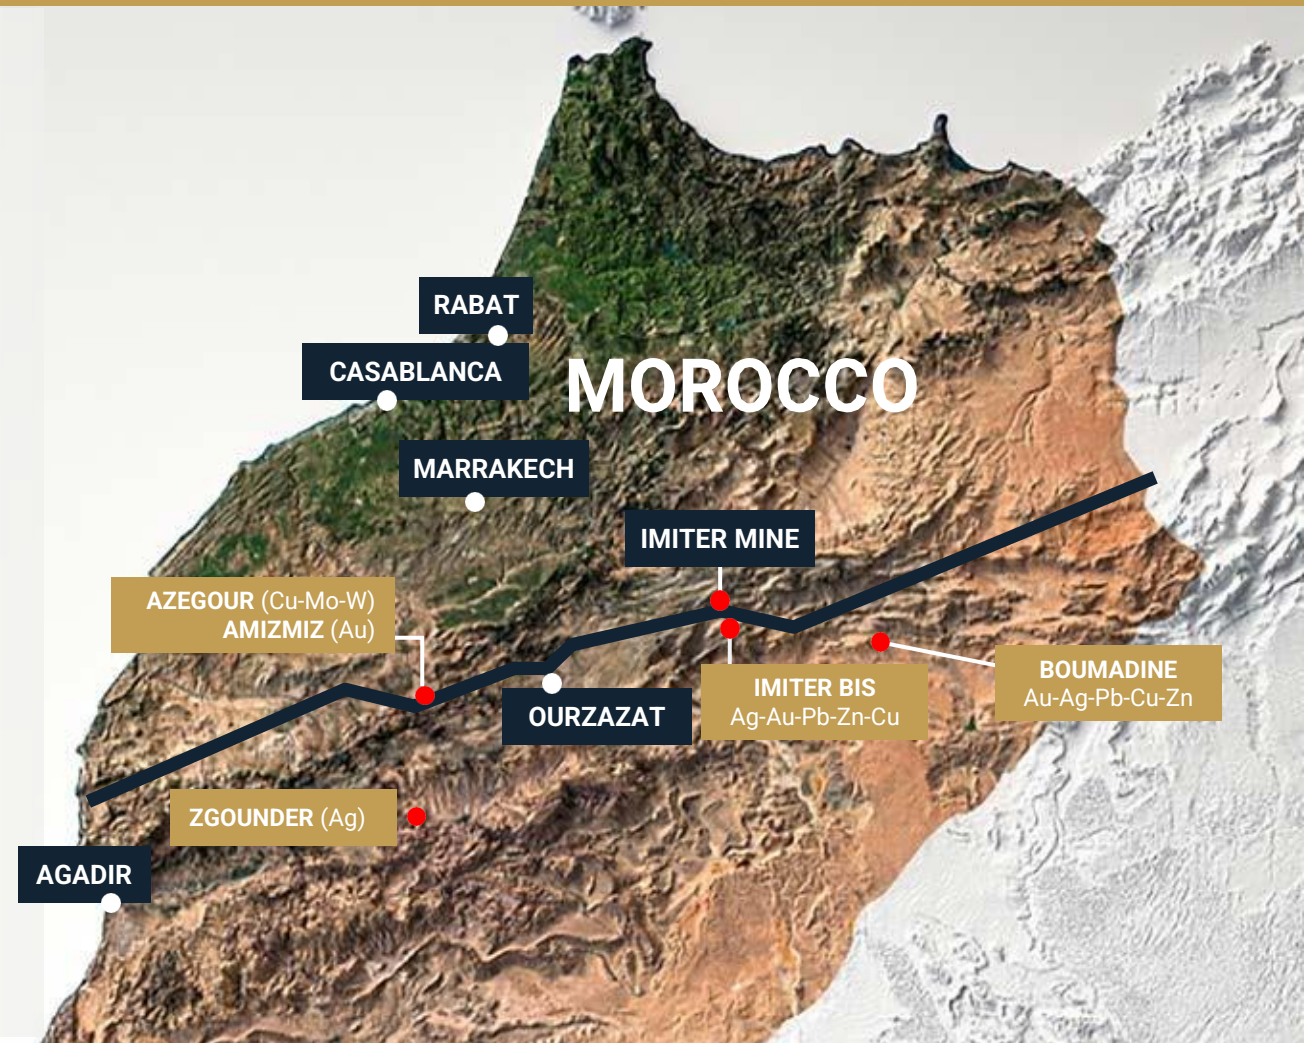 RABAT
CASABLANCA
MOROCCO
MARRAKECH
IMITER MINE
AZEGOUR (Cu-Mo-W)
AMIZMIZ (Au)
BOUMADINE
Au-Ag-Pb-Cu-Zn
IMITER BIS
Ag-Au-Pb-Zn-Cu
OURZAZAT
ZGOUNDER (Ag)
AGADIR